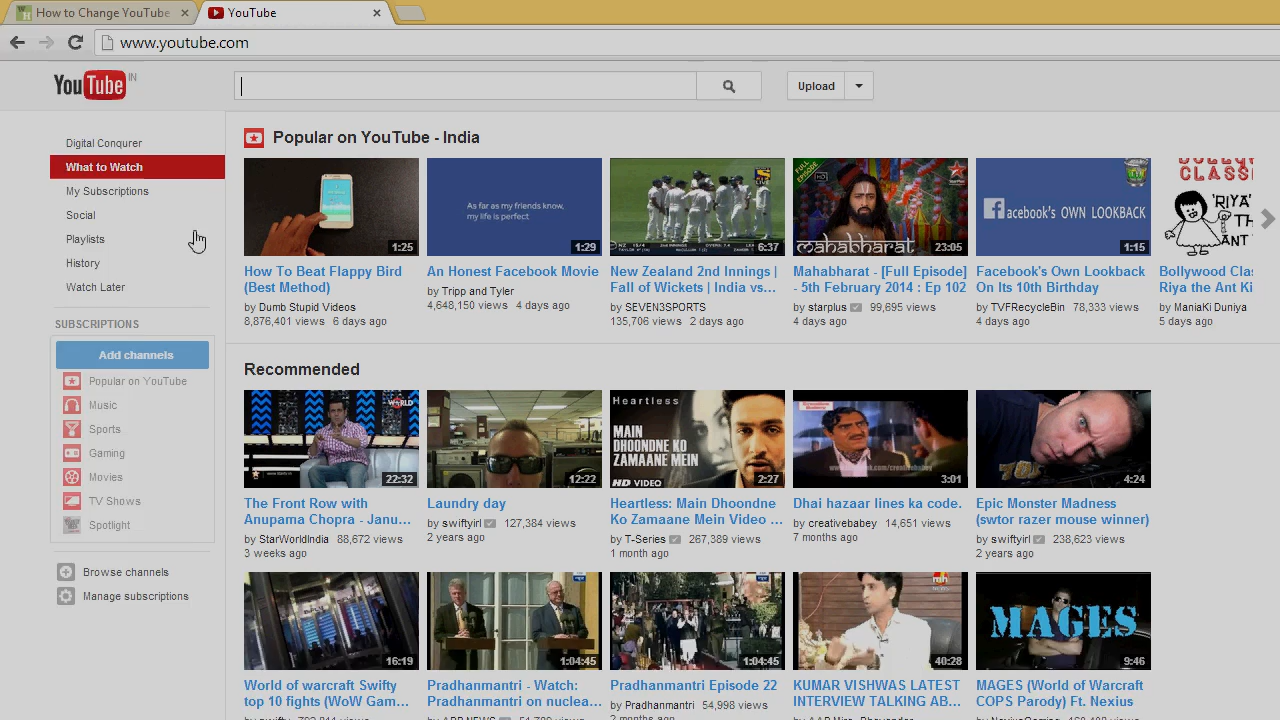 How to Change YouTube
YouTube
www.youtube.com
YouTube IN
Upload
Digital Conqurer
What to Watch
My Subscriptions
Social
Playlists
History
Watch Later
SUBSCRIPTIONS
Add channels
Popular on YouTube
Music
Sports
Gaming
Movies
TV Shows
Spotlight
Browse channels
Manage subscriptions
Popular on YouTube - India
1:25
How To Beat Flappy Bird
(Best Method)
by Dumb Stupid Videos
8,876,401 views 6 days ago
As far as my friends know,
my life is perfect.
1:29
An Honest Facebook Movie
by Tripp and Tyler
4,648,150 views 4 days ago
6:37
New Zealand 2nd Innings |
Fall of Wickets | India vs...
by SEVEN3SPORTS
135,706 views 2 days ago
FULL
EPISODE
HD
mahabharat
23:05
Mahabharat - [Full Episode]
- 5th February 2014 : Ep 102
by starplus 99,695 views
4 days ago
facebook's OWN LOOKBACK
1:15
Facebook's Own Lookback
On Its 10th Birthday
by TVFRecycleBin 78,333 views
4 days ago
CLASSI
'RIYA'
TH
ANT
Bollywood Clas
Riya the Ant Ki
by ManiaKi Duniya
5 days ago
Recommended
WORLD
22:32
The Front Row with
Anupama Chopra - Janu...
by StarWorldIndia 88,672 views
3 weeks ago
12:22
Laundry day
by swiftyirl 127,384 views
2 years ago
Heartless
MAIN
DHOONDNE KO
ZAMAANE MEIN
HD VIDEO
2:27
Heartless: Main Dhoondne
Ko Zamaane Mein Video ...
by T-Series 267,389 views
1 month ago
3:01
Dhai hazaar lines ka code.
by creativebabey 14,651 views
7 months ago
4:24
Epic Monster Madness
(swtor razer mouse winner)
by swiftyirl 238,623 views
2 years ago
16:19
World of warcraft Swifty
top 10 fights (WoW Gam...
1:04:45
Pradhanmantri - Watch:
Pradhanmantri on nuclea...
1:04:45
Pradhanmantri Episode 22
by Pradhanmantri 54,998 views
40:28
KUMAR VISHWAS LATEST
INTERVIEW TALKING AB...
MAGES
9:46
MAGES (World of Warcraft
COPS Parody) Ft. Nexius